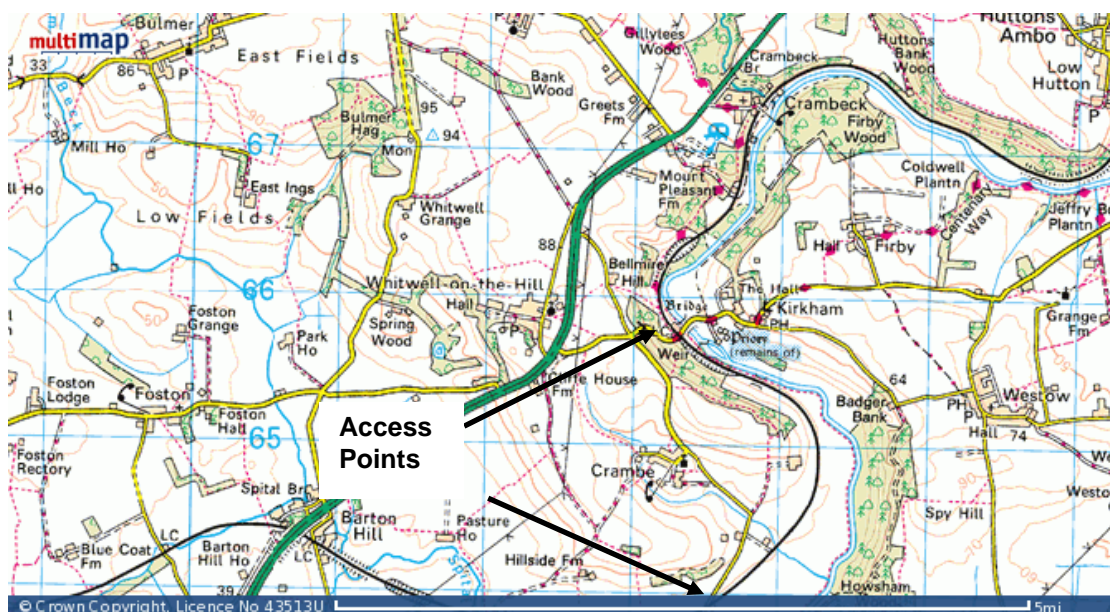 multimap
Bulmer
33
86
P
East Fields
Beck
Mill Ho
67
East Ings
Low Fields
Bulmer
Hag
95
94
Mon
Bank
Wood
Whitwell
Grange
Gillylees
Wood
Crambeck
Br
Greets
Fm
Crambeck
Firby
Wood
Huttons
Bank
Wood
Huttons
Ambo
Low
Hutton
P
Mount
Pleasant
Fm
Coldwell
Plantn
Centenary
Way
Jeffry
Plantn
Hall
Firby
88
Bellmire
Hill
66
Whitwell-on-the-Hill
Hall
P
Spring
Wood
Foston
Grange
Park
Ho
50
Bridge
The Hall
Kirkham
PH
Priory
(remains of)
Weir
Grange
Fm
Foston
Lodge
Foston
Foston
Hall
65
Foston
Rectory
Cliffe House
Fm
Access
Points
64
Badger
Bank
Westow
PH
P
Hall
74
Crambe
Spital Br
Barton
Hill
LC
LC
Blue Coat
Fm
Barton
Hill Ho
39
Pasture
Ho
Hillside Fm
Spy Hill
Howsham
Wood
© Crown Copyright. Licence No 43513U
5mi